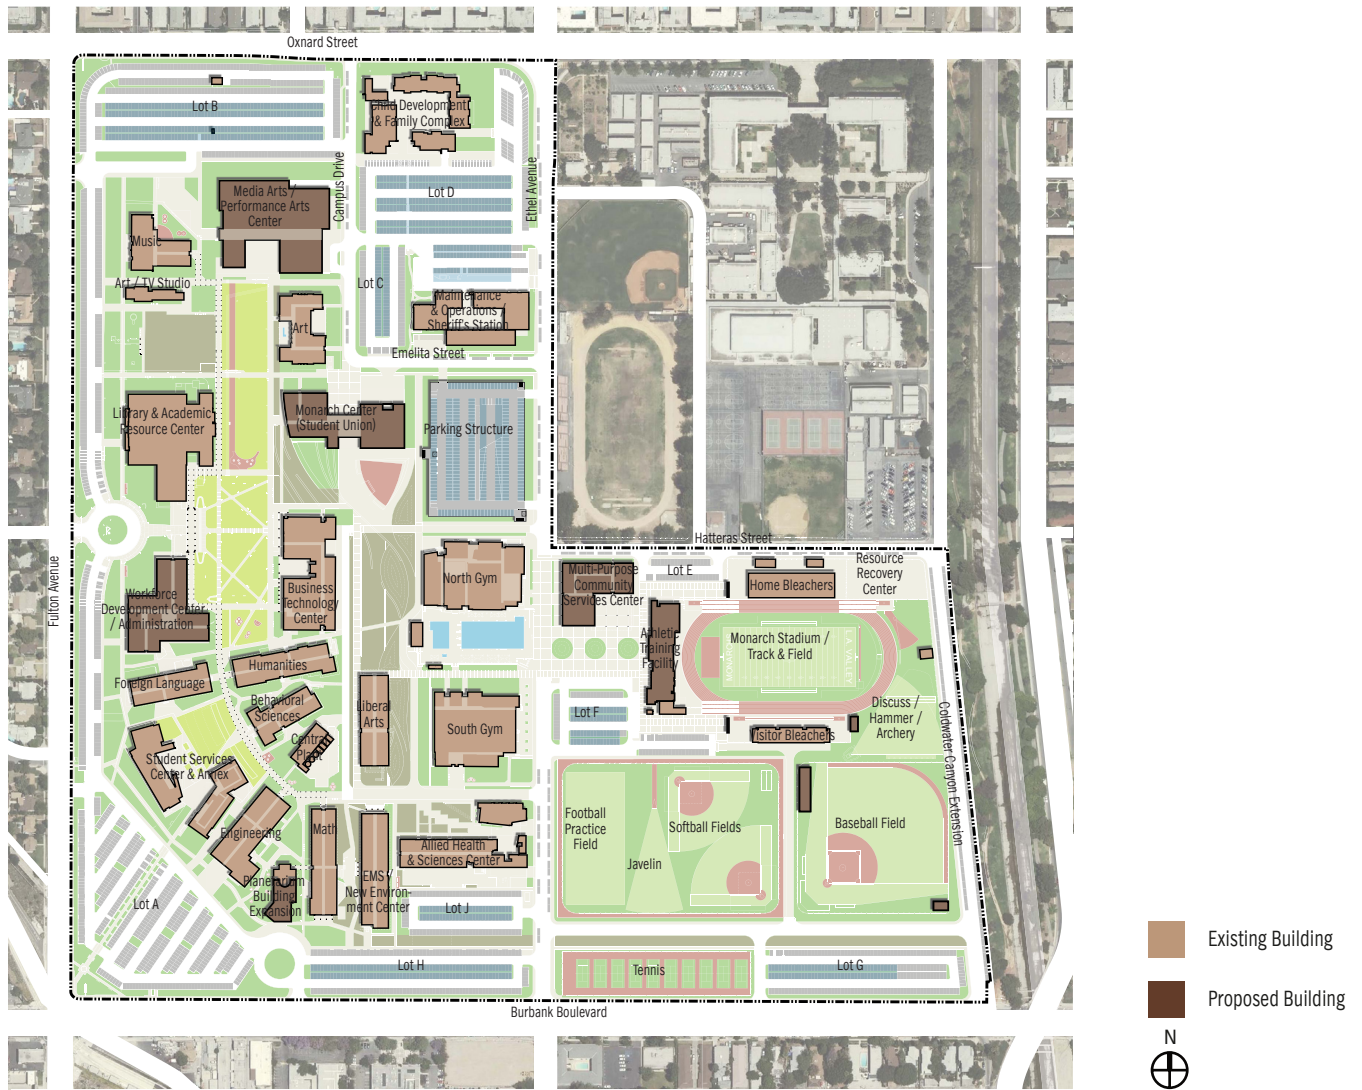 Oxnard Street
Lot B
Child Development
& Family Complex
Campus Drive
Ethel Avenue
Media Arts /
Performance Arts
Center
Lot D
Music
Art / TV Studio
Lot C
Maintenance
& Operations /
Sheriff's Station
Art
Emelita Street
Library & Academic
Resource Center
Monarch Center
(Student Union)
Parking Structure
Hatteras Street
Fulton Avenue
North Gym
Multi-Purpose
Community
Services Center
Lot E
Home Bleachers
Resource
Recovery
Center
Workforce
Development Center
/ Administration
Business
Technology
Center
Athletic
Training
Facility
Monarch Stadium /
Track & Field
MONARCHS
L.A. VALLEY
Humanities
Foreign Language
Behavioral
Sciences
Liberal
Arts
South Gym
Lot F
Discuss /
Hammer /
Archery
Visitor Bleachers
Coldwater Canyon Extension
Central
Plant
Student Services
Center & Annex
Engineering
Math
Allied Health
& Sciences Center
Football
Practice
Field
Softball Fields
Javelin
Baseball Field
Planetarium
Building
Expansion
EMS /
New Environ-
ment Center
Lot A
Lot J
Lot H
Tennis
Lot G
Burbank Boulevard
Existing Building
Proposed Building
N